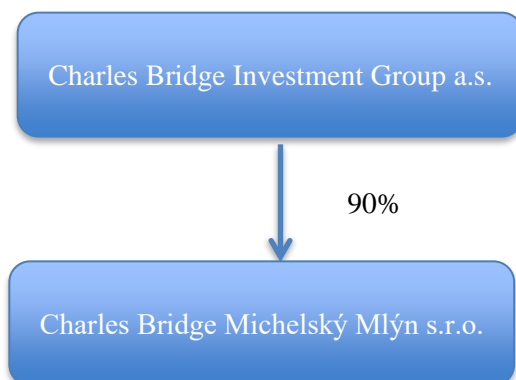 Charles Bridge Investment Group a.s.
90%
Charles Bridge Michelský Mlýn s.r.o.